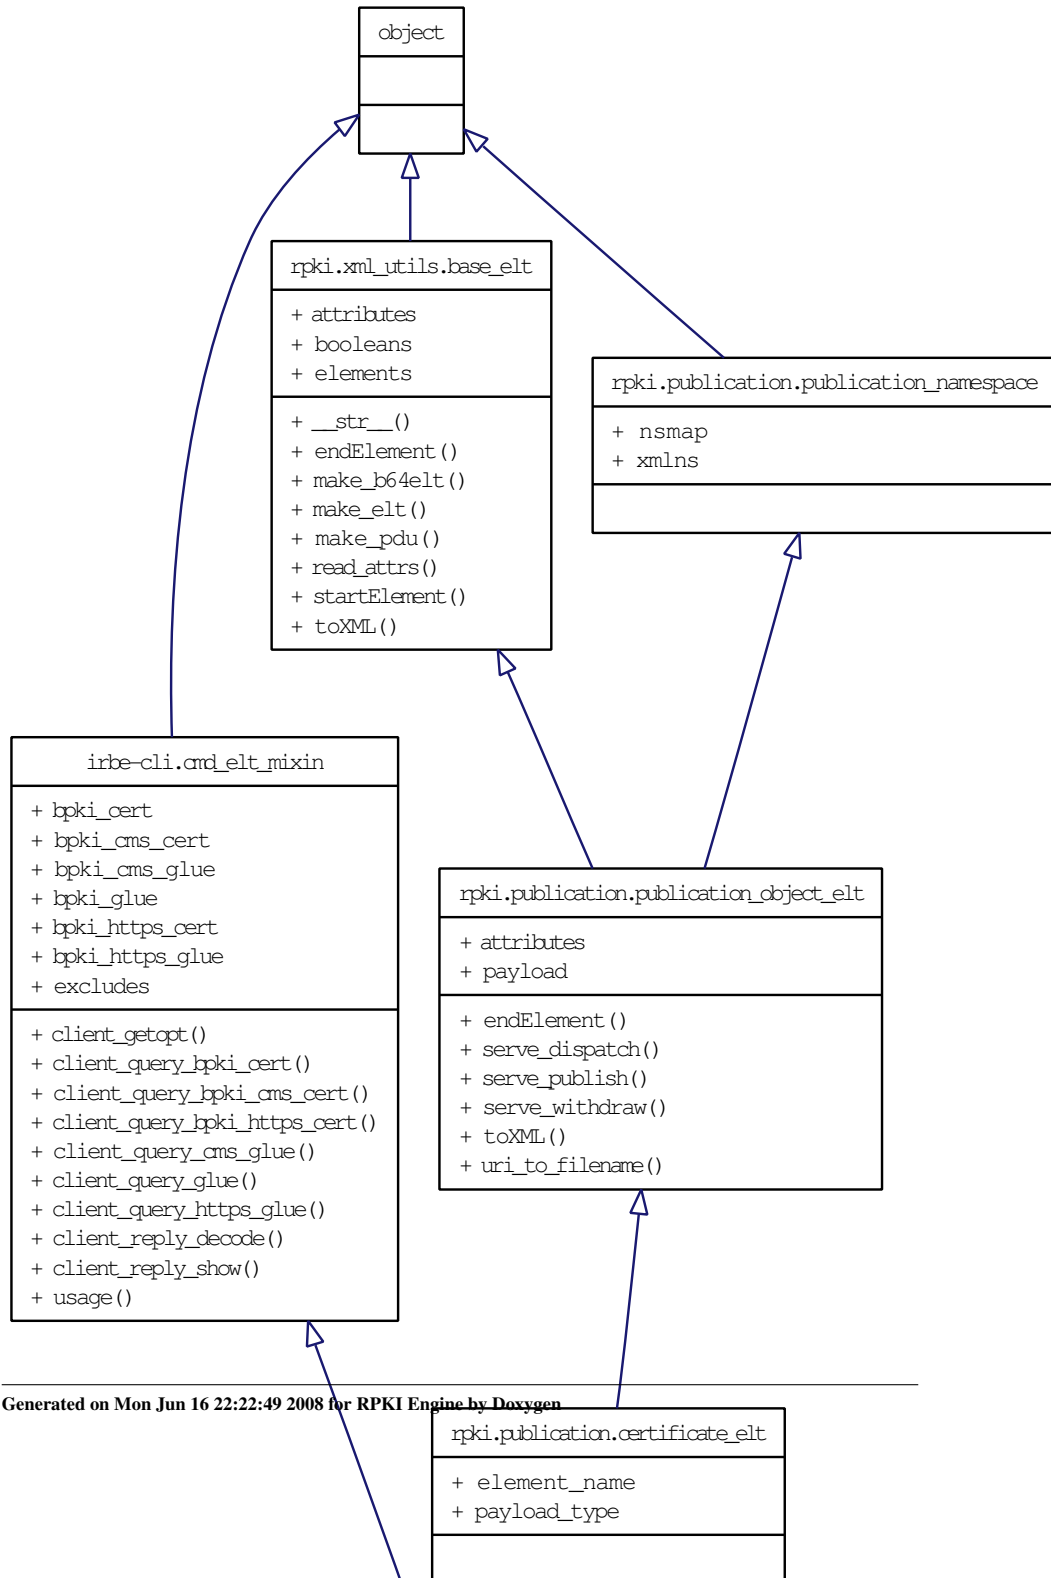 object
rpki.xml_utils.base_elt
+ attributes
+ booleans
+ elements
+ __str__()
+ endElement()
+ make_b64elt()
+ make_elt()
+ make_pdu()
+ read_attrs()
+ startElement()
+ toXML()
rpki.publication.publication_namespace
+ nsmap
+ xmlns
irbe-cli.cmd_elt_mixin
+ bpki_cert
+ bpki_cms_cert
+ bpki_cms_glue
+ bpki_glue
+ bpki_https_cert
+ bpki_https_glue
+ excludes
+ client_getopt()
+ client_query_bpki_cert()
+ client_query_bpki_cms_cert()
+ client_query_bpki_https_cert()
+ client_query_cms_glue()
+ client_query_glue()
+ client_query_https_glue()
+ client_reply_decode()
+ client_reply_show()
+ usage()
rpki.publication.publication_object_elt
+ attributes
+ payload
+ endElement()
+ serve_dispatch()
+ serve_publish()
+ serve_withdraw()
+ toXML()
+ uri_to_filename()
Generated on Mon Jun 16 22:22:49 2008 for RPKI Engine by Doxygen
rpki.publication.certificate_elt
+ element_name
+ payload_type